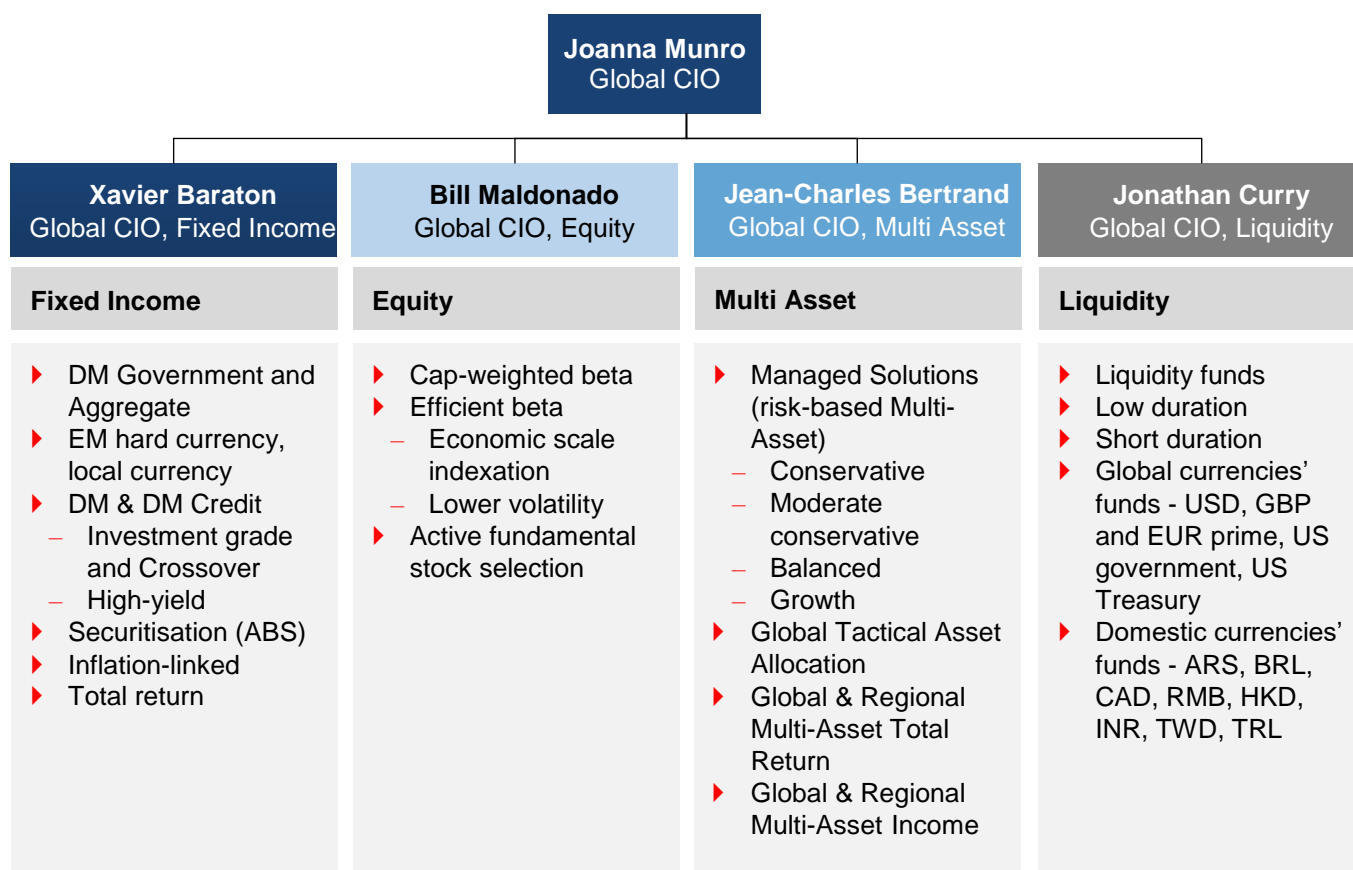 Joanna Munro
Global CIO
Xavier Baraton
Global CIO, Fixed Income
Bill Maldonado
Global CIO, Equity
Jean-Charles Bertrand
Global CIO, Multi Asset
Jonathan Curry
Global CIO, Liquidity
Fixed Income
DM Government and
Aggregate
EM hard currency,
local currency
DM & DM Credit
– Investment grade
and Crossover
– High-yield
Securitisation (ABS)
Inflation-linked
Total return
Equity
Cap-weighted beta
Efficient beta
– Economic scale
indexation
– Lower volatility
Active fundamental
stock selection
Multi Asset
Managed Solutions
(risk-based Multi-
Asset)
– Conservative
– Moderate
conservative
– Balanced
– Growth
Global Tactical Asset
Allocation
Global & Regional
Multi-Asset Total
Return
Global & Regional
Multi-Asset Income
Liquidity
Liquidity funds
Low duration
Short duration
Global currencies’
funds - USD, GBP
and EUR prime, US
government, US
Treasury
Domestic currencies’
funds - ARS, BRL,
CAD, RMB, HKD,
INR, TWD, TRL